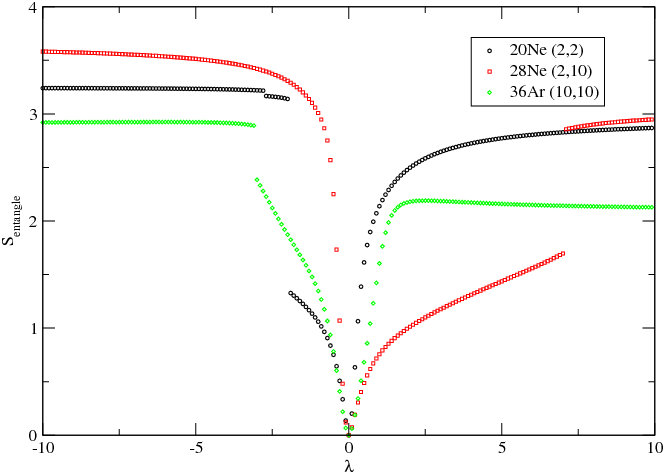 4
3
2
1
0
S_entangle
-10
-5
0
5
10
λ
20Ne (2,2)
28Ne (2,10)
36Ar (10,10)